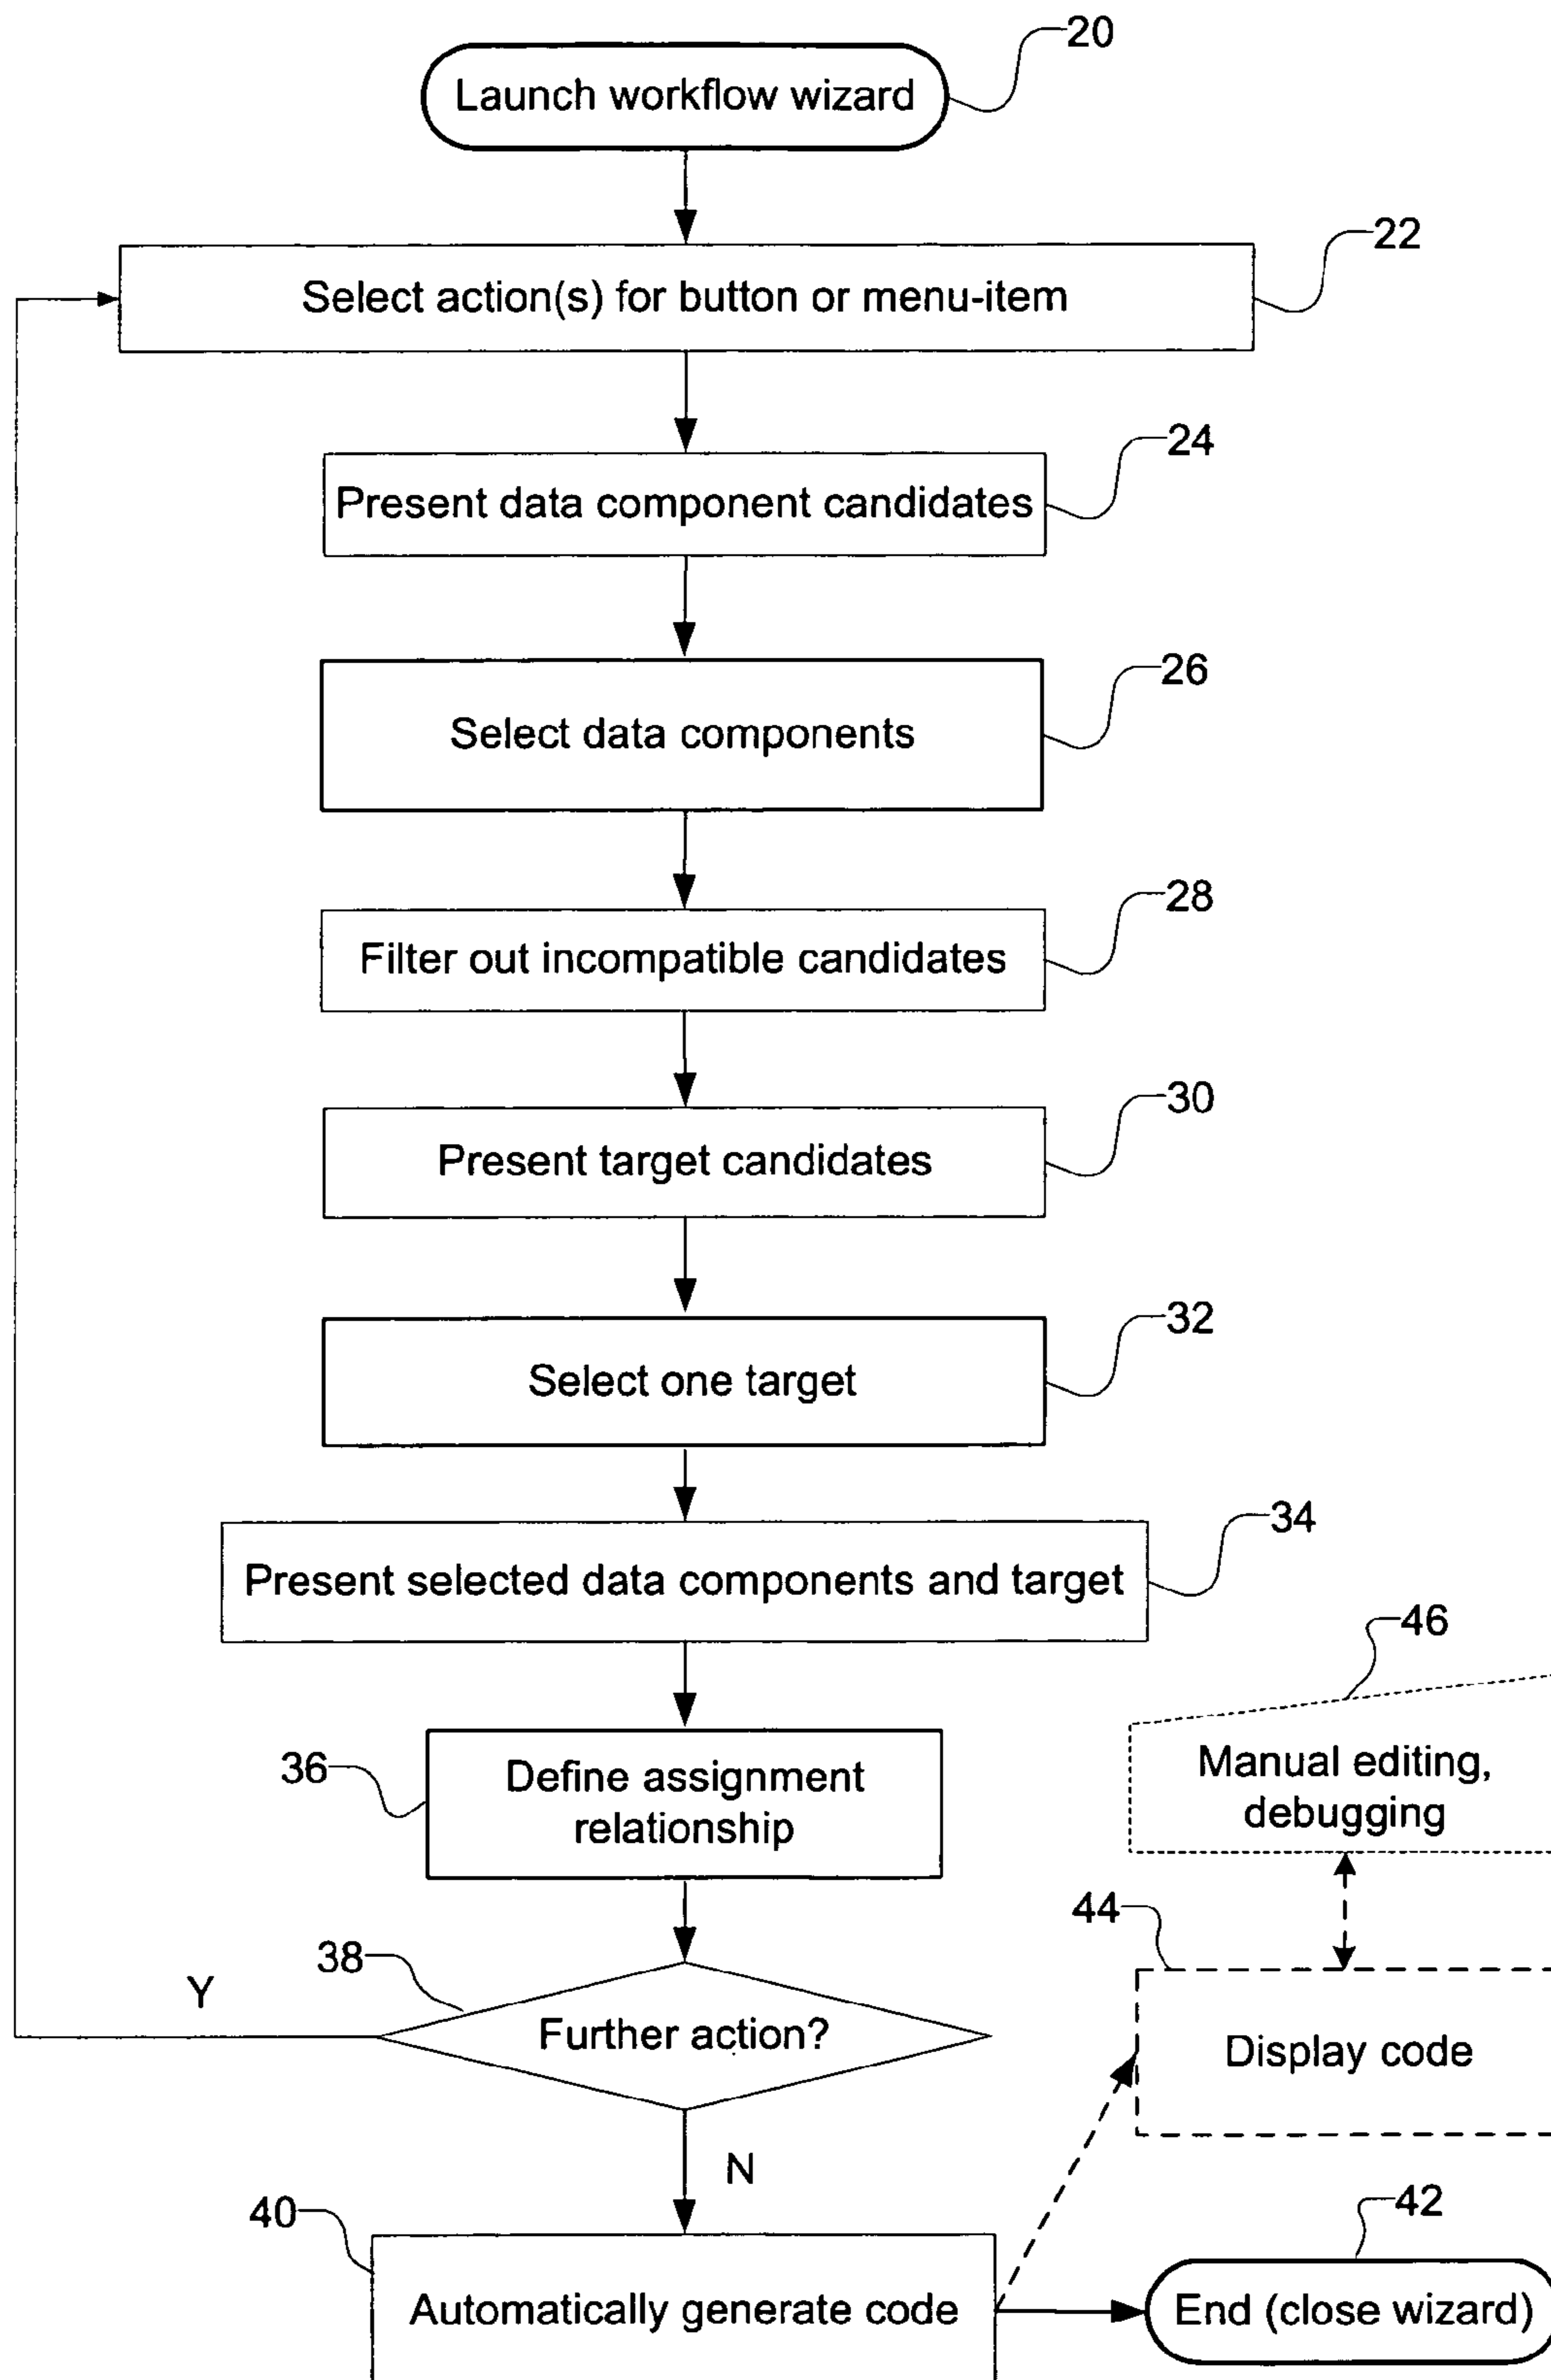 20
Launch workflow wizard
22
Select action(s) for button or menu-item
24
Present data component candidates
26
Select data components
28
Filter out incompatible candidates
30
Present target candidates
32
Select one target
34
Present selected data components and target
46
36
Define assignment
relationship
Manual editing,
debugging
44
38
Y
Further action?
Display code
N
40
42
Automatically generate code
End (close wizard)